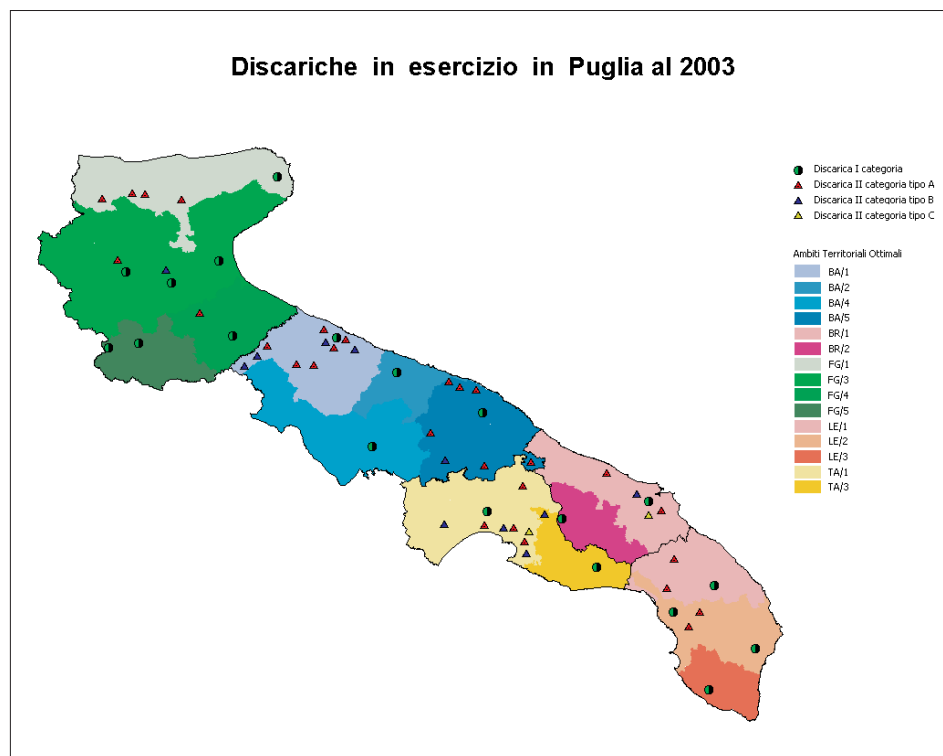 Discariche in esercizio in Puglia al 2003
Discarica I categoria
Discarica II categoria tipo A
Discarica II categoria tipo B
Discarica II categoria tipo C
Ambiti Territoriali Ottimali
BA/1
BA/2
BA/4
BA/5
BR/1
BR/2
FG/1
FG/3
FG/4
FG/5
LE/1
LE/2
LE/3
TA/1
TA/3